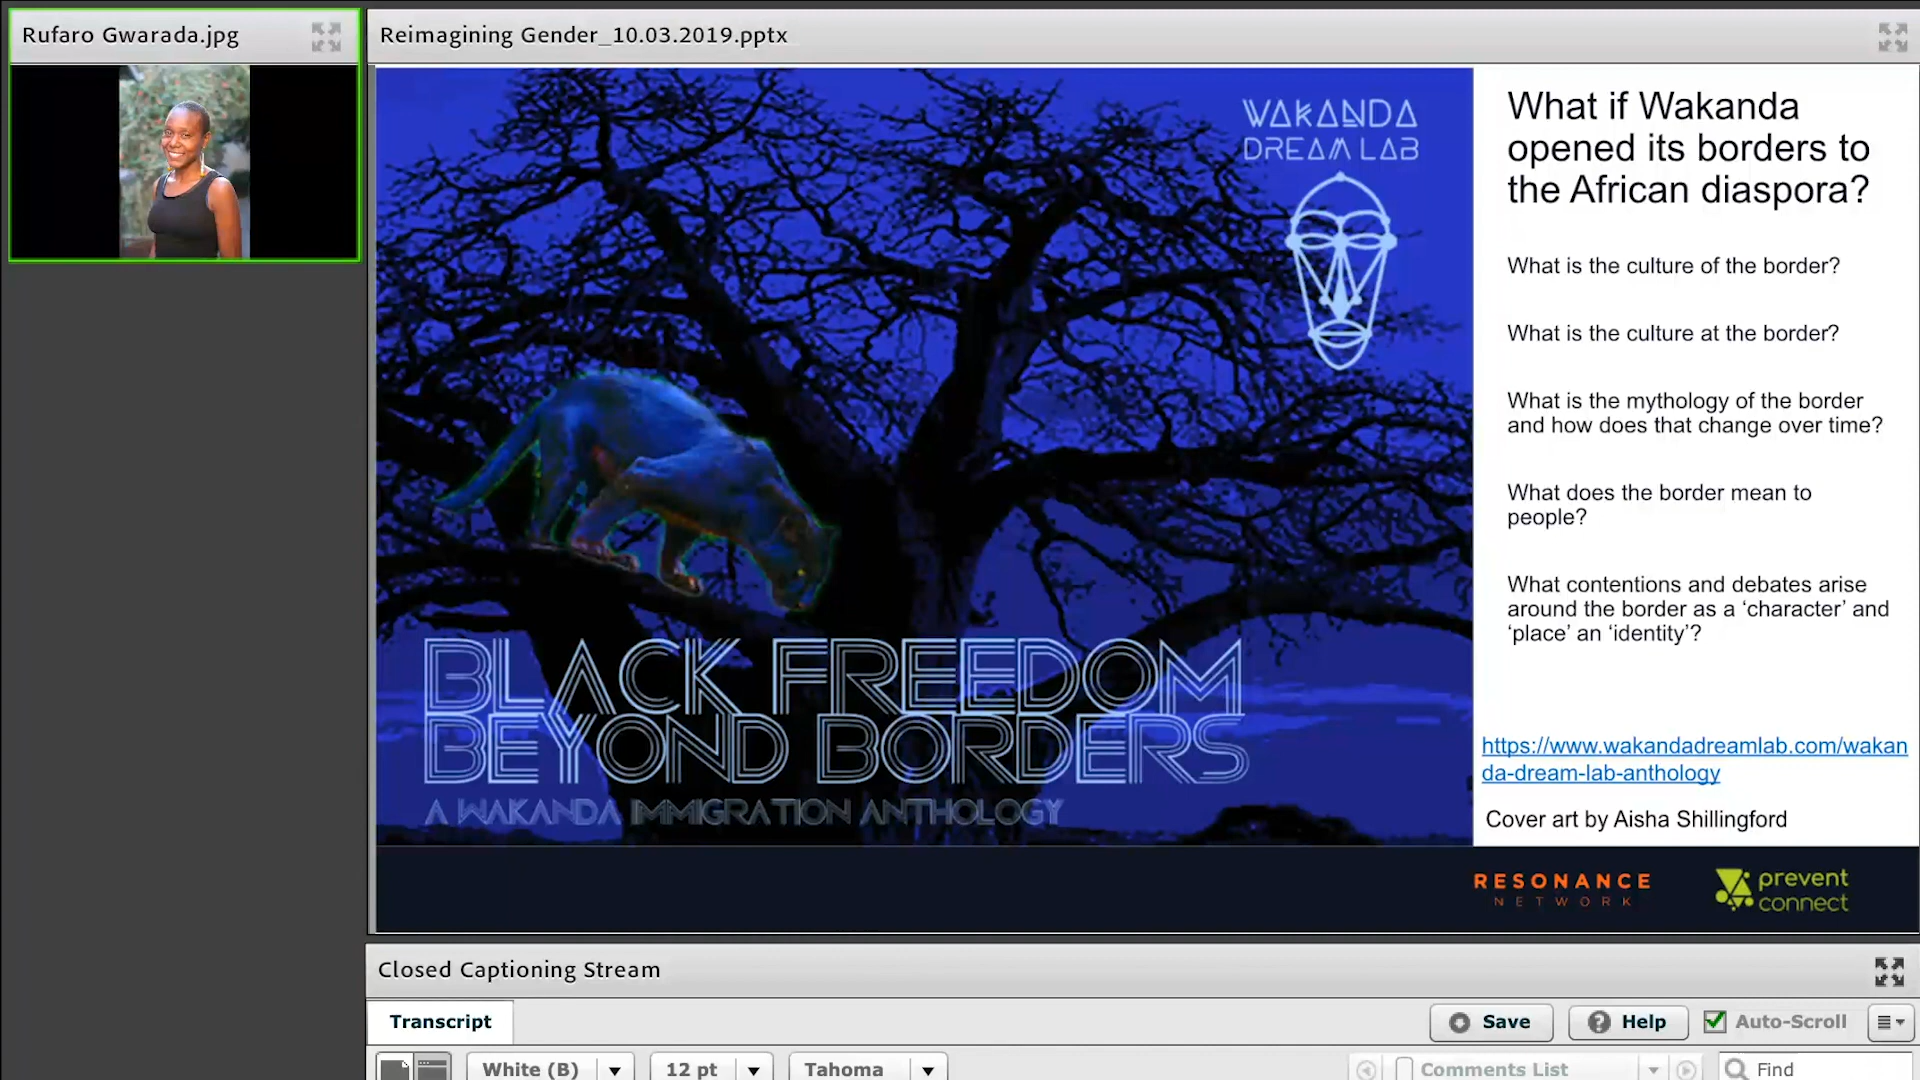 Rufaro Gwarada.jpg
Reimagining Gender_10.03.2019.pptx
WAKANDA
DREAM LAB
BLACK FREEDOM
BEYOND BORDERS
A WAKANDA IMMIGRATION ANTHOLOGY
What if Wakanda
opened its borders to
the African diaspora?
What is the culture of the border?
What is the culture at the border?
What is the mythology of the border
and how does that change over time?
What does the border mean to
people?
What contentions and debates arise
around the border as a ‘character’ and
‘place’ an ‘identity’?
https://www.wakandadreamlab.com/wakan
da-dream-lab-anthology
Cover art by Aisha Shillingford
RESONANCE
NETWORK
prevent
connect
Closed Captioning Stream
Transcript
Save
Help
Auto-Scroll
White (B)
12 pt
Tahoma
Comments List
Find